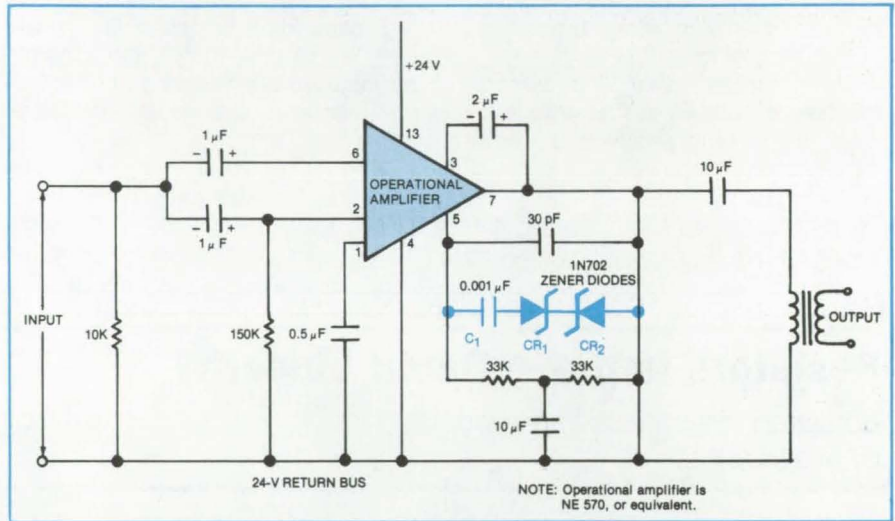 +24 V
2 µF
− +
1 µF
− +
13
3
6
10 µF
OPERATIONAL
AMPLIFIER
7
2
5
− +
1 µF
1
4
30 pF
1N702
ZENER DIODES
0.001 µF
INPUT
10K
150K
0.5 µF
C1
CR1
CR2
OUTPUT
33K
33K
10 µF
24-V RETURN BUS
NOTE: Operational amplifier is
NE 570, or equivalent.